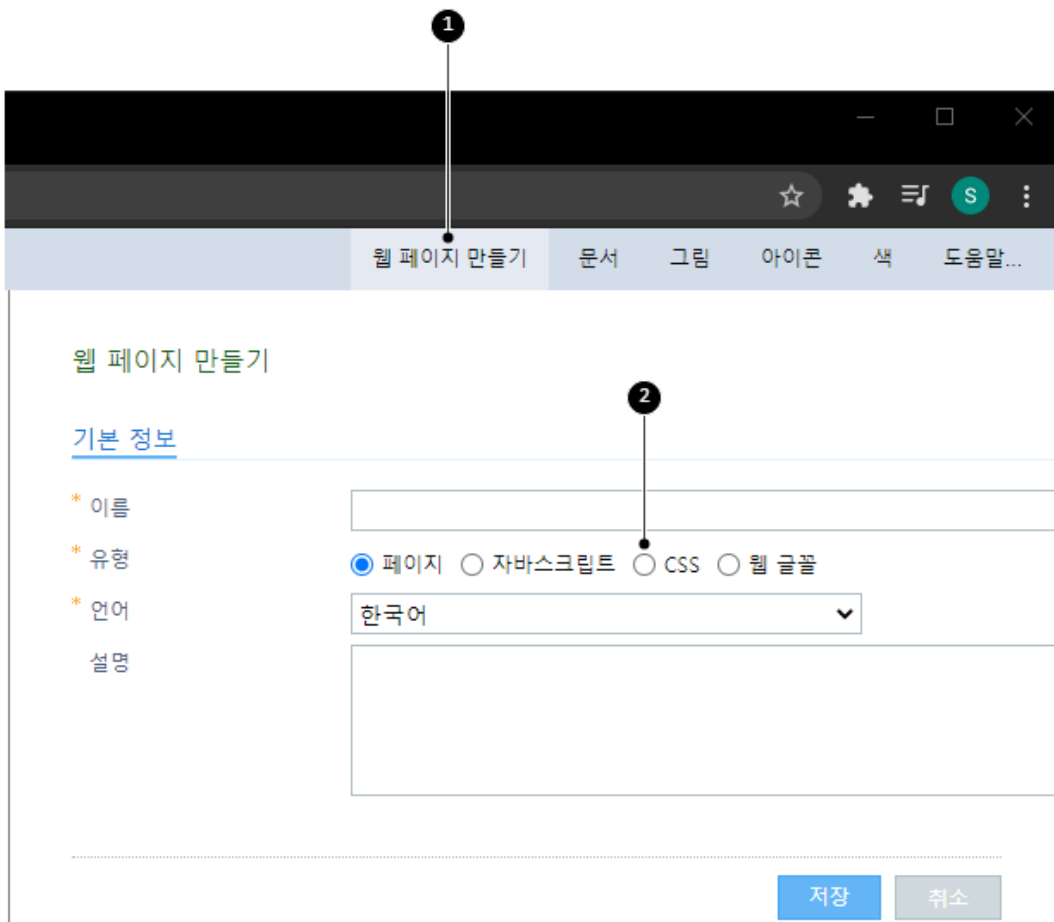 1
S
웹 페이지 만들기 문서 그림 아이콘 색 도움말...
웹 페이지 만들기
2
기본 정보
* 이름
* 유형 페이지 자바스크립트 CSS 웹 글꼴
* 언어 한국어
설명
저장 취소